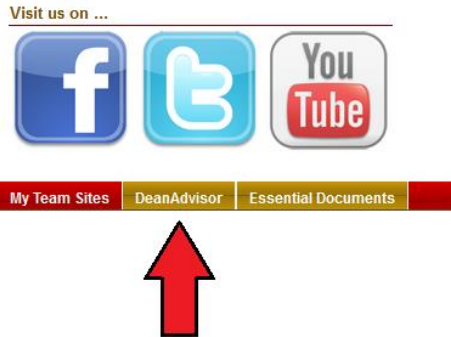 Visit us on ...
f t You
Tube
My Team Sites DeanAdvisor Essential Documents